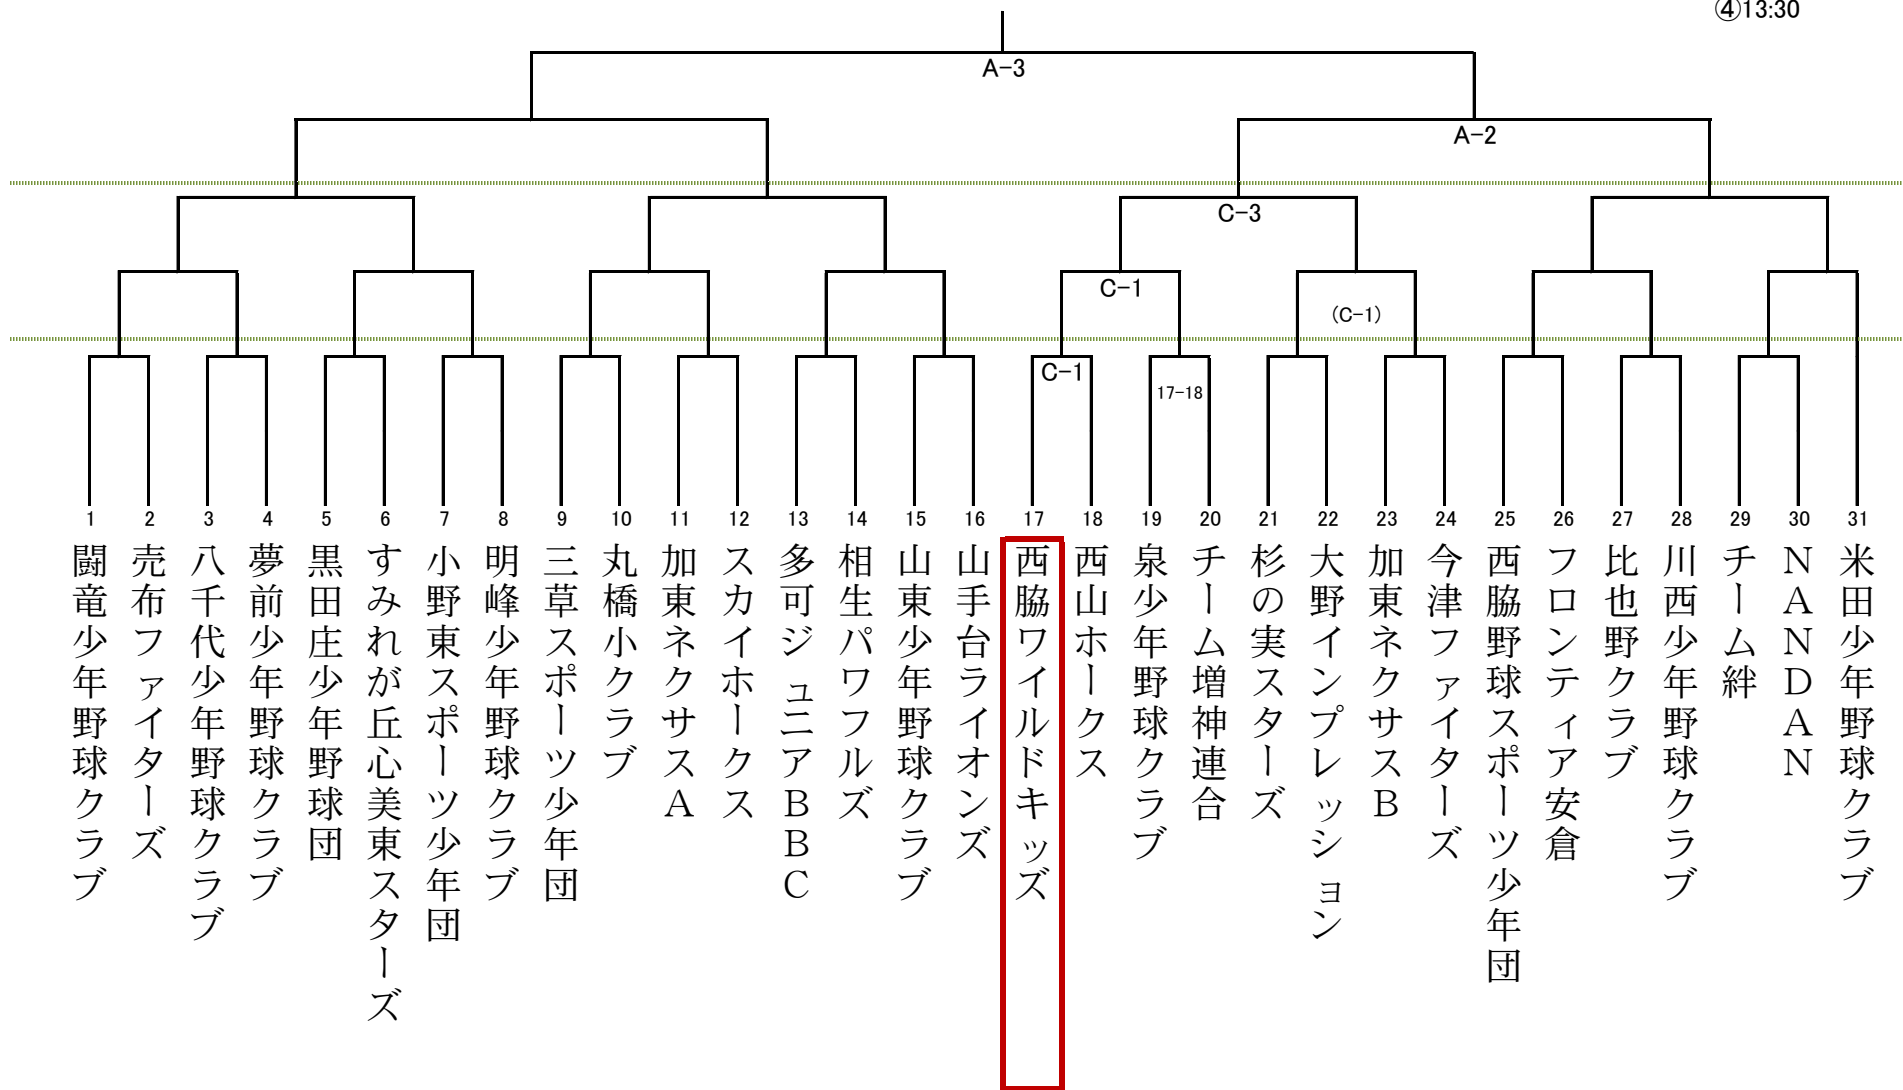 ④13:30
A-3
A-2
C-3
C-1
(C-1)
C-1
17-18
1 2 3 4 5 6 7 8 9 10 11 12 13 14 15 16 17 18 19 20 21 22 23 24 25 26 27 28 29 30 31
闘竜少年野球クラブ
売布ファイターズ
八千代少年野球クラブ
夢前少年野球クラブ
黒田庄少年野球団
すみれが丘心美東スターズ
小野東スポーツ少年団
明峰少年野球クラブ
三草スポーツ少年団
丸橋小クラブ
加東ネクサスA
スカイホークス
多可ジュニアBBC
相生パワフルズ
山東少年野球クラブ
山手台ライオンズ
西脇ワイルドキッズ
西山ホークス
泉少年野球クラブ
チーム増神連合
杉の実スターズ
大野インプレッション
加東ネクサスB
今津ファイターズ
西脇野球スポーツ少年団
フロンティア安倉
比也野クラブ
川西少年野球クラブ
チーム絆
NANDAN
米田少年野球クラブ